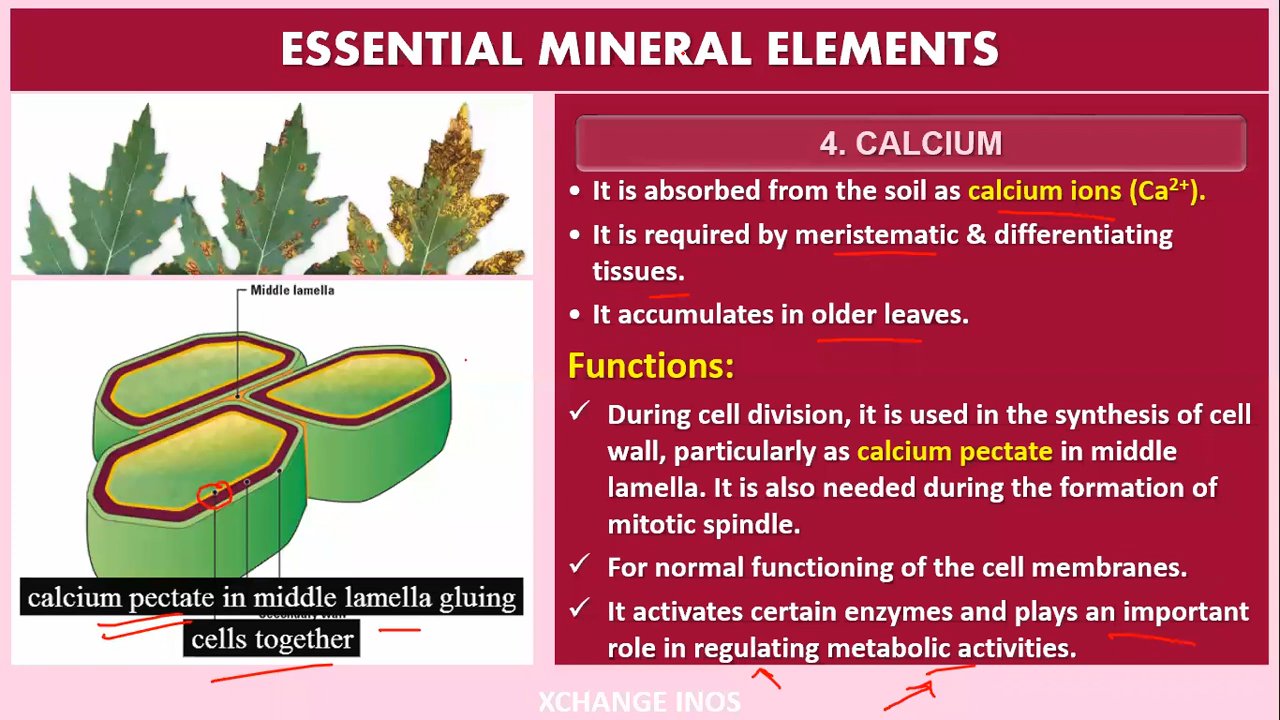 ESSENTIAL MINERAL ELEMENTS
Middle lamella
calcium pectate in middle lamella gluing
cells together
4. CALCIUM
• It is absorbed from the soil as calcium ions (Ca²⁺).
• It is required by meristematic & differentiating
tissues.
• It accumulates in older leaves.
Functions:
✓ During cell division, it is used in the synthesis of cell
wall, particularly as calcium pectate in middle
lamella. It is also needed during the formation of
mitotic spindle.
✓ For normal functioning of the cell membranes.
✓ It activates certain enzymes and plays an important
role in regulating metabolic activities.
XCHANGE INOS